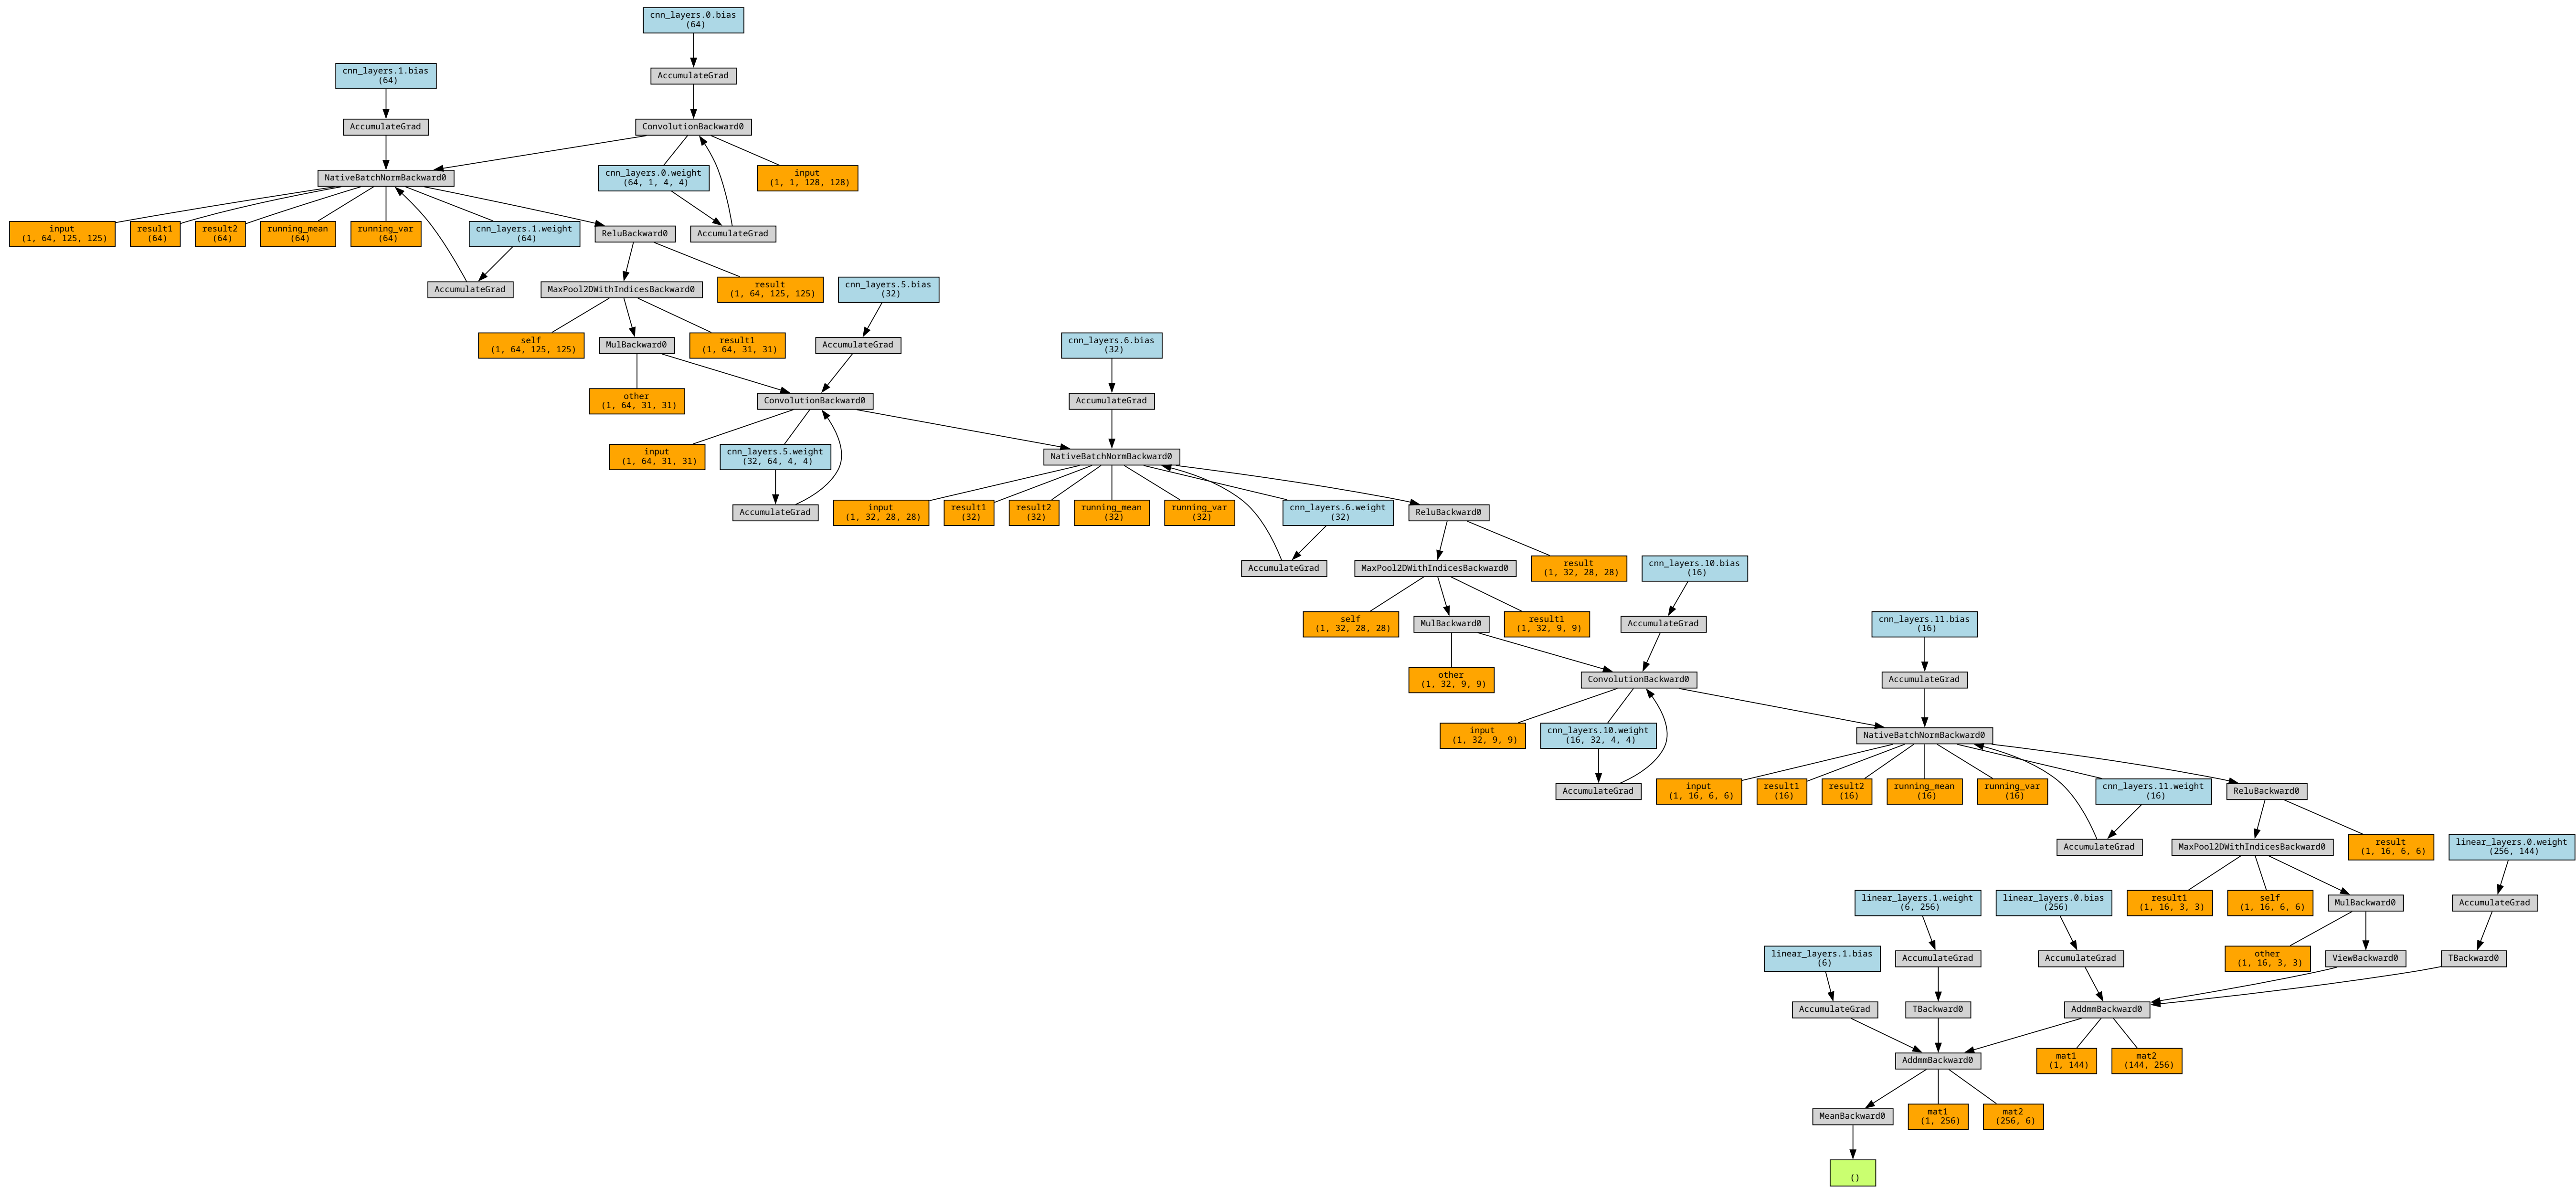 cnn_layers.0.bias
(64)
cnn_layers.1.bias
(64)
AccumulateGrad
AccumulateGrad
ConvolutionBackward0
NativeBatchNormBackward0
cnn_layers.0.weight
(64, 1, 4, 4)
input
(1, 1, 128, 128)
input
(1, 64, 125, 125)
result1
(64)
result2
(64)
running_mean
(64)
running_var
(64)
cnn_layers.1.weight
(64)
ReluBackward0
AccumulateGrad
AccumulateGrad
MaxPool2DWithIndicesBackward0
result
(1, 64, 125, 125)
cnn_layers.5.bias
(32)
self
(1, 64, 125, 125)
MulBackward0
result1
(1, 64, 31, 31)
AccumulateGrad
cnn_layers.6.bias
(32)
other
(1, 64, 31, 31)
ConvolutionBackward0
AccumulateGrad
input
(1, 64, 31, 31)
cnn_layers.5.weight
(32, 64, 4, 4)
NativeBatchNormBackward0
AccumulateGrad
input
(1, 32, 28, 28)
result1
(32)
result2
(32)
running_mean
(32)
running_var
(32)
cnn_layers.6.weight
(32)
ReluBackward0
AccumulateGrad
MaxPool2DWithIndicesBackward0
result
(1, 32, 28, 28)
cnn_layers.10.bias
(16)
self
(1, 32, 28, 28)
MulBackward0
result1
(1, 32, 9, 9)
AccumulateGrad
cnn_layers.11.bias
(16)
other
(1, 32, 9, 9)
ConvolutionBackward0
AccumulateGrad
input
(1, 32, 9, 9)
cnn_layers.10.weight
(16, 32, 4, 4)
NativeBatchNormBackward0
AccumulateGrad
input
(1, 16, 6, 6)
result1
(16)
result2
(16)
running_mean
(16)
running_var
(16)
cnn_layers.11.weight
(16)
ReluBackward0
AccumulateGrad
MaxPool2DWithIndicesBackward0
result
(1, 16, 6, 6)
linear_layers.0.weight
(256, 144)
linear_layers.1.weight
(6, 256)
linear_layers.0.bias
(256)
result1
(1, 16, 3, 3)
self
(1, 16, 6, 6)
MulBackward0
AccumulateGrad
linear_layers.1.bias
(6)
AccumulateGrad
AccumulateGrad
other
(1, 16, 3, 3)
ViewBackward0
TBackward0
AccumulateGrad
TBackward0
AddmmBackward0
AddmmBackward0
mat1
(1, 144)
mat2
(144, 256)
MeanBackward0
mat1
(1, 256)
mat2
(256, 6)
()